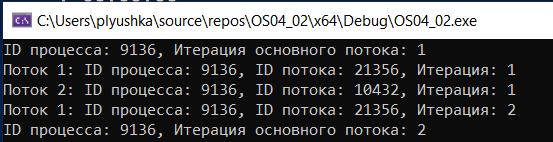 C:\Users\plyushka\source\repos\OS04_02\x64\Debug\OS04_02.exe
ID процесса: 9136, Итерация основного потока: 1
Поток 1: ID процесса: 9136, ID потока: 21356, Итерация: 1
Поток 2: ID процесса: 9136, ID потока: 10432, Итерация: 1
Поток 1: ID процесса: 9136, ID потока: 21356, Итерация: 2
ID процесса: 9136, Итерация основного потока: 2